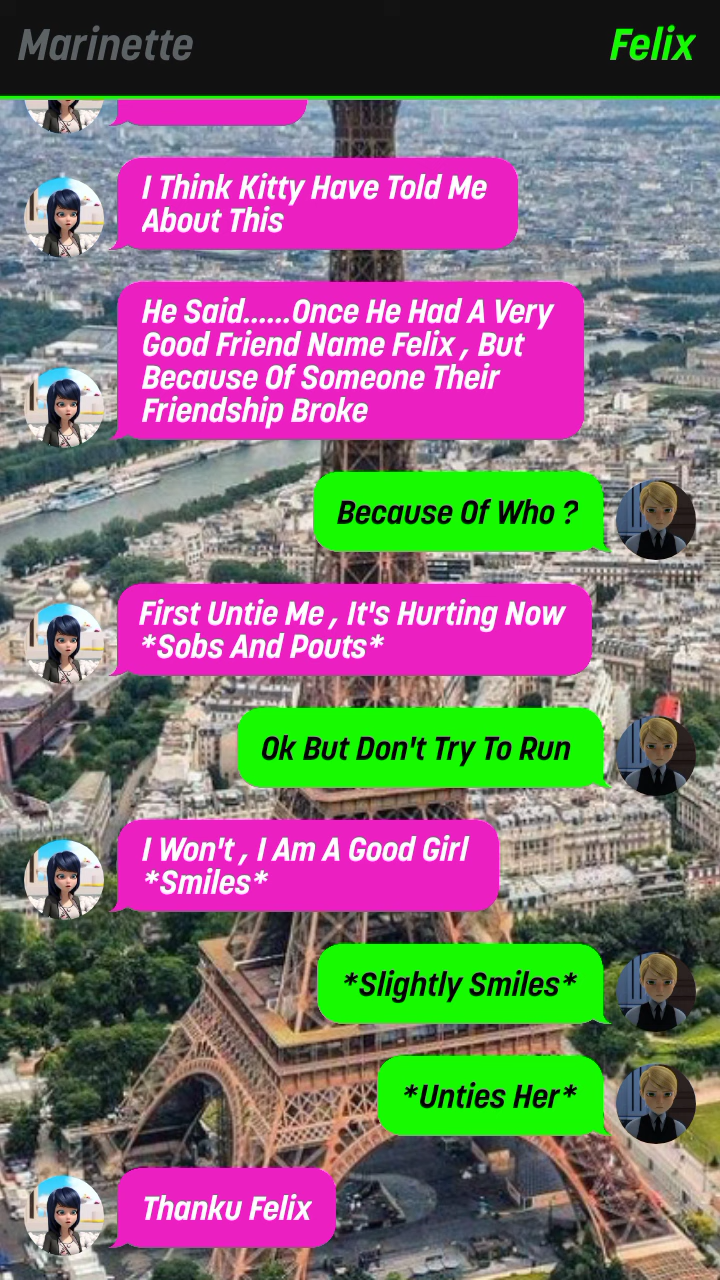 Marinette
Felix
I Think Kitty Have Told Me
About This
He Said......Once He Had A Very
Good Friend Name Felix , But
Because Of Someone Their
Friendship Broke
Because Of Who ?
First Untie Me , It's Hurting Now
*Sobs And Pouts*
Ok But Don't Try To Run
I Won't , I Am A Good Girl
*Smiles*
*Slightly Smiles*
*Unties Her*
Thanku Felix